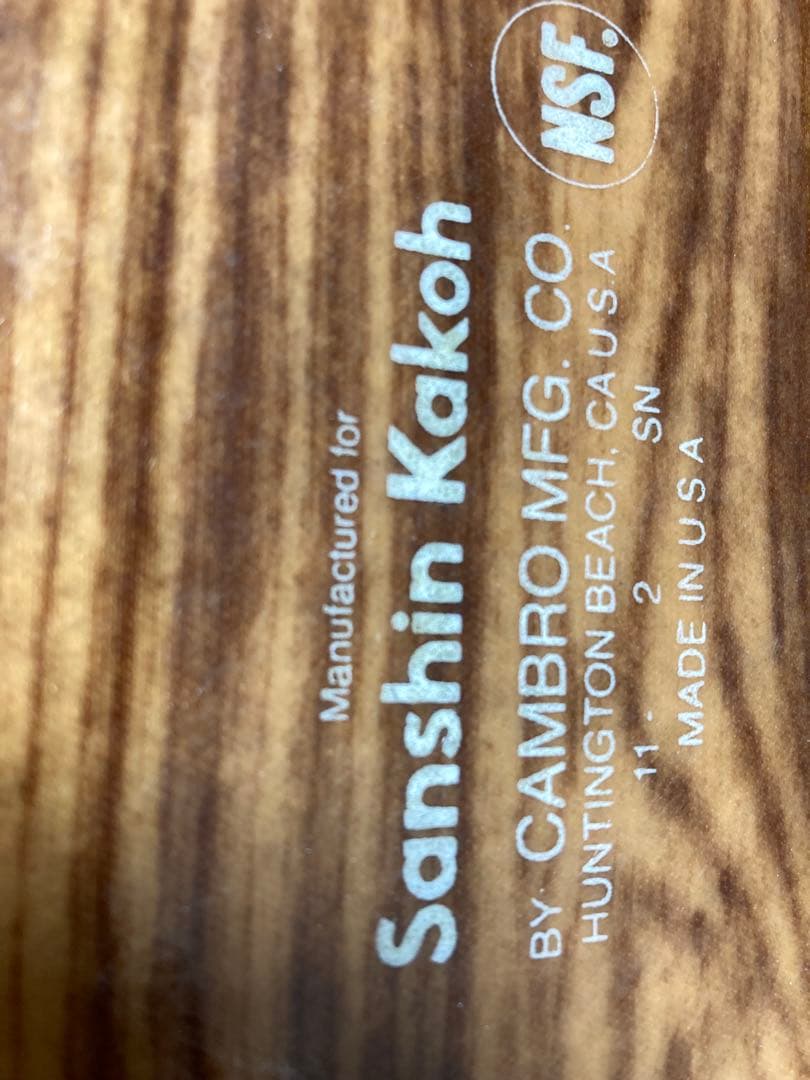 Manufactured for
Sanshin Kakoh
BY CAMBRO MFG. CO.
HUNTINGTON BEACH, CA U S A
11 - 2 SN
MADE IN U S A
NSF.